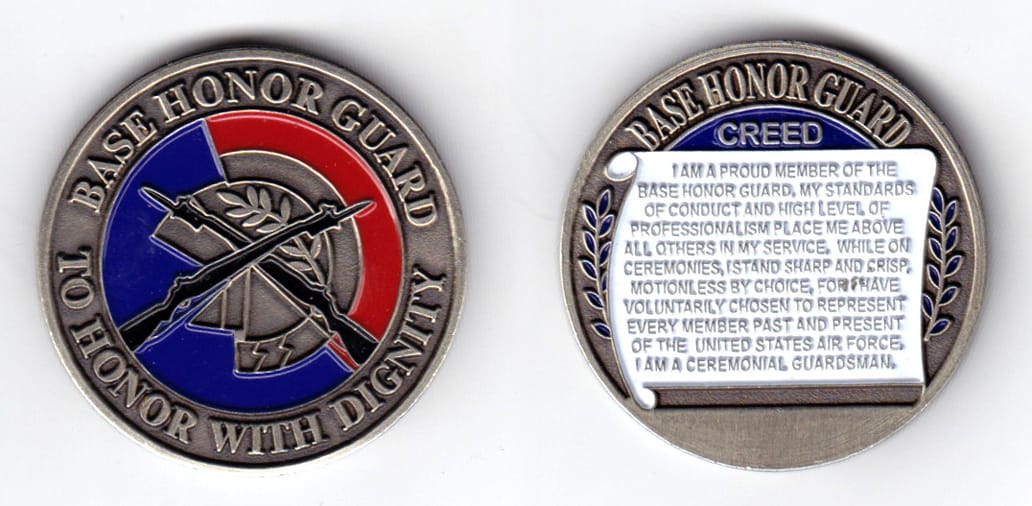 BASE HONOR GUARD
TO HONOR WITH DIGNITY
BASE HONOR GUARD
CREED
I AM A PROUD MEMBER OF THE
BASE HONOR GUARD, MY STANDARDS
OF CONDUCT AND HIGH LEVEL OF
PROFESSIONALISM PLACE ME ABOVE
ALL OTHERS IN MY SERVICE. WHILE ON
CEREMONIES, I STAND SHARP AND CRISP,
MOTIONLESS BY CHOICE, FOR I HAVE
VOLUNTARILY CHOSEN TO REPRESENT
EVERY MEMBER PAST AND PRESENT
OF THE UNITED STATES AIR FORCE.
I AM A CEREMONIAL GUARDSMAN.